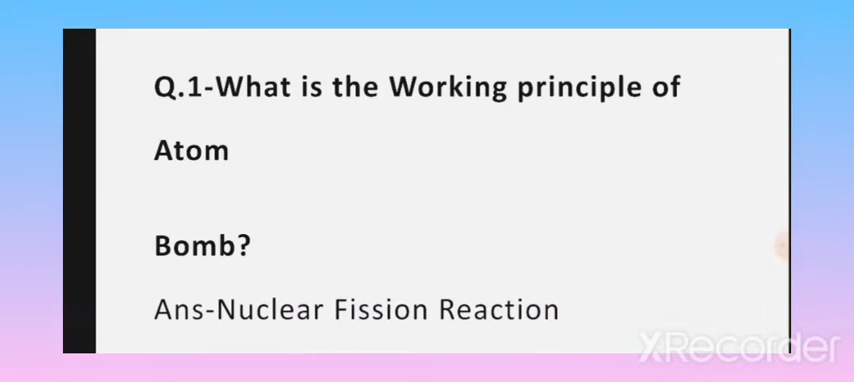 Q.1-What is the Working principle of
Atom
Bomb?
Ans-Nuclear Fission Reaction
XRecorder